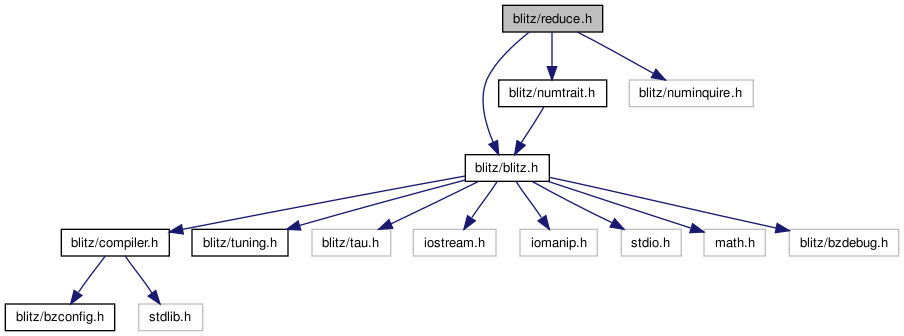 blitz/reduce.h
blitz/numtrait.h
blitz/numinquire.h
blitz/blitz.h
blitz/compiler.h
blitz/tuning.h
blitz/tau.h
iostream.h
iomanip.h
stdio.h
math.h
blitz/bzdebug.h
blitz/bzconfig.h
stdlib.h